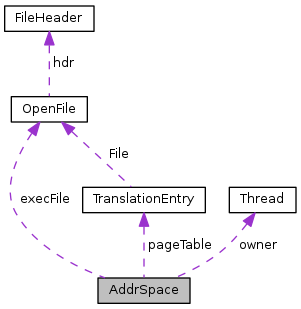 FileHeader
hdr
OpenFile
File
execFile
TranslationEntry
Thread
pageTable
owner
AddrSpace